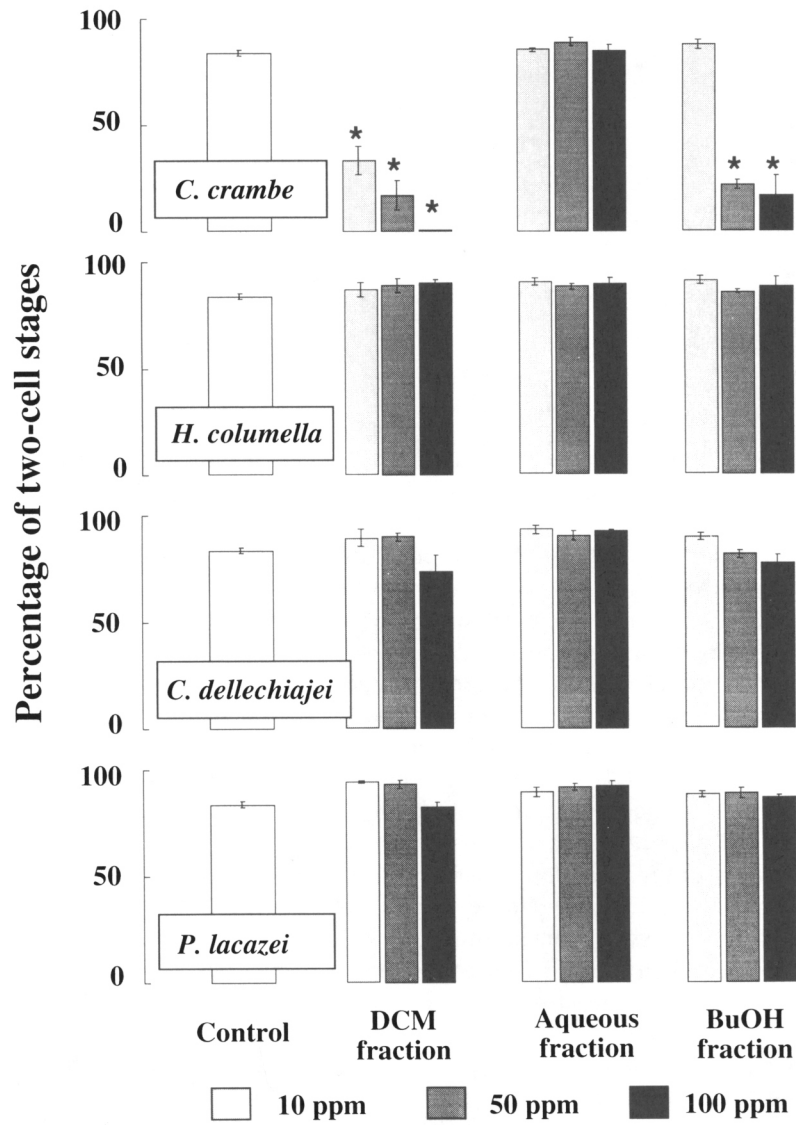 Percentage of two-cell stages
100
50
0
* * *
* *
C. crambe
100
50
0
H. columella
100
50
0
C. dellechiajei
100
50
0
P. lacazei
Control
DCM
fraction
Aqueous
fraction
BuOH
fraction
10 ppm 50 ppm 100 ppm